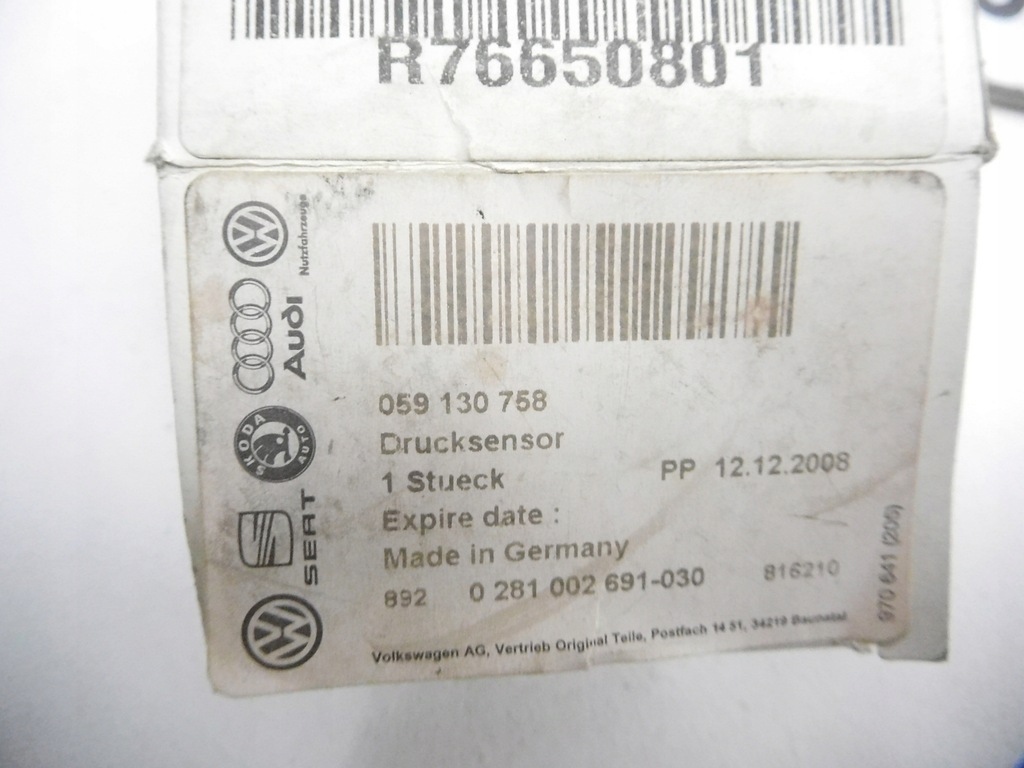 R76650801
Nutzfahrzeuge
Audi
SKODA
AUTO
SEAT
059 130 758
Drucksensor
1 Stueck PP 12.12.2008
Expire date :
Made in Germany
892 0 281 002 691-030 816210
Volkswagen AG, Vertrieb Original Teile, Postfach 14 51, 34219 Baunatal
970 641 (205)